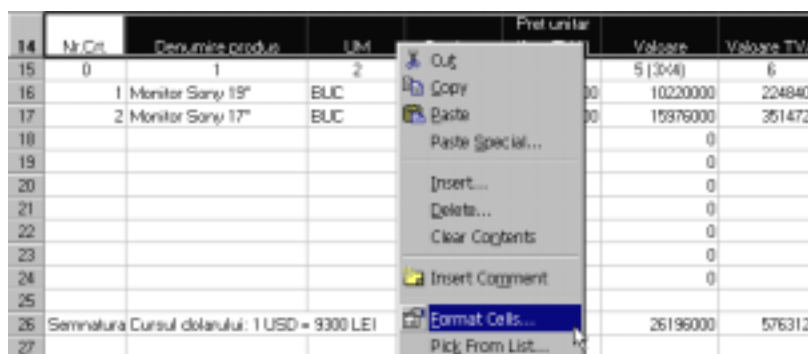 Pret unitar
14 Nr.Crt. Denumire produs UM Valoare Valoare TVA
15 0 1 2 5 (3X4) 6
16 1 Monitor Sony 19" BUC 00 10220000 224840
17 2 Monitor Sony 17" BUC 00 15976000 351472
18 0
19 0
20 0
21 0
22 0
23 0
24 0
25
26 Semnatura Cursul dolarului: 1 USD = 9300 LEI 26196000 576312
27
Cut
Copy
Paste
Paste Special...
Insert...
Delete...
Clear Contents
Insert Comment
Format Cells...
Pick From List...